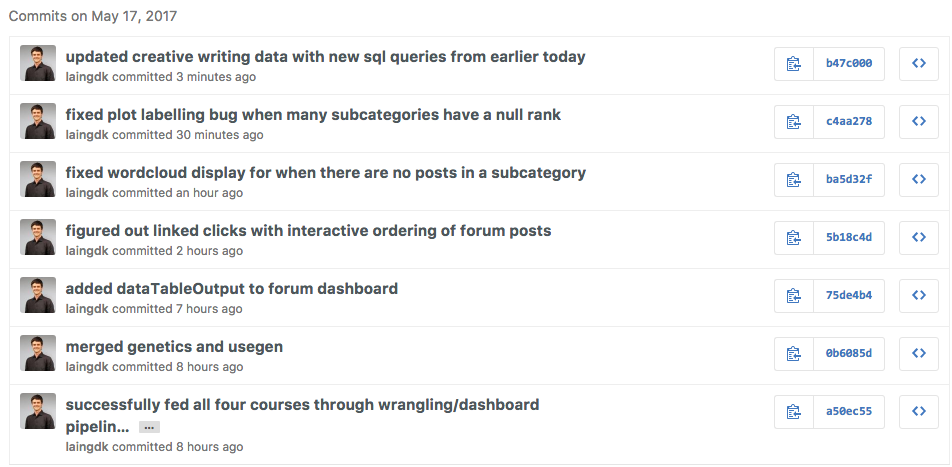 Commits on May 17, 2017
updated creative writing data with new sql queries from earlier today
b47c000
laingdk committed 3 minutes ago
fixed plot labelling bug when many subcategories have a null rank
c4aa278
laingdk committed 30 minutes ago
fixed wordcloud display for when there are no posts in a subcategory
ba5d32f
laingdk committed an hour ago
figured out linked clicks with interactive ordering of forum posts
5b18c4d
laingdk committed 2 hours ago
added dataTableOutput to forum dashboard
75de4b4
laingdk committed 7 hours ago
merged genetics and usegen
0b6085d
laingdk committed 8 hours ago
successfully fed all four courses through wrangling/dashboard
pipelin... ...
a50ec55
laingdk committed 8 hours ago